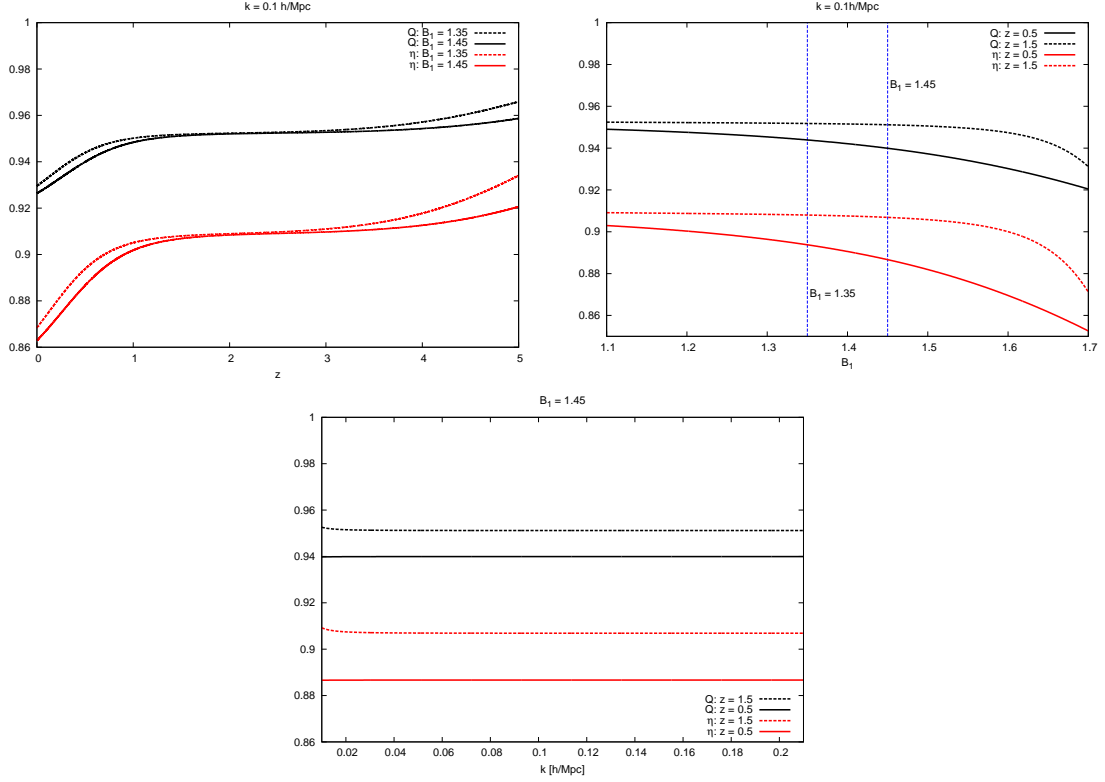 k = 0.1 h/Mpc
Q: B₁ = 1.35
Q: B₁ = 1.45
η: B₁ = 1.35
η: B₁ = 1.45
1
0.98
0.96
0.94
0.92
0.9
0.88
0.86
0 1 2 3 4 5
z
k = 0.1h/Mpc
Q: z = 0.5
Q: z = 1.5
η: z = 0.5
η: z = 1.5
B₁ = 1.45
B₁ = 1.35
1
0.98
0.96
0.94
0.92
0.9
0.88
0.86
1.1 1.2 1.3 1.4 1.5 1.6 1.7
B₁
B₁ = 1.45
1
0.98
0.96
0.94
0.92
0.9
0.88
0.86
Q: z = 1.5
Q: z = 0.5
η: z = 1.5
η: z = 0.5
0.02 0.04 0.06 0.08 0.1 0.12 0.14 0.16 0.18 0.2
k [h/Mpc]